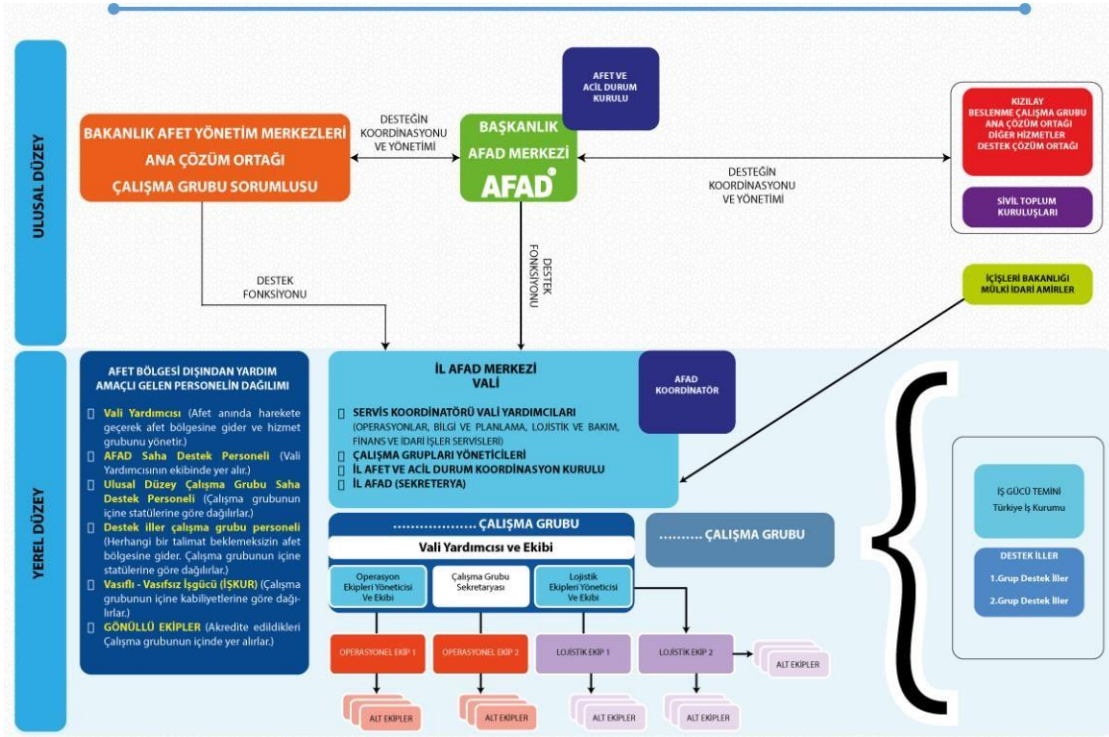 ULUSAL DÜZEY
BAKANLIK AFET YÖNETİM MERKEZLERİ
ANA ÇÖZÜM ORTAĞI
ÇALIŞMA GRUBU SORUMLUSU
DESTEĞİN
KOORDİNASYONU
VE YÖNETİMİ
BAŞKANLIK
AFAD MERKEZİ
AFAD®
AFET VE
ACİL DURUM
KURULU
DESTEĞİN
KOORDİNASYONU
VE YÖNETİMİ
KIZILAY
BESLENME ÇALIŞMA GRUBU
ANA ÇÖZÜM ORTAĞI
DİĞER HİZMETLER
DESTEK ÇÖZÜM ORTAĞI
SİVİL TOPLUM
KURULUŞLARI
DESTEK
FONKSİYONU
DESTEK
FONKSİYONU
İÇİŞLERİ BAKANLIĞI
MÜLKİ İDARİ AMİRLER
YEREL DÜZEY
AFET BÖLGESİ DIŞINDAN YARDIM
AMAÇLI GELEN PERSONELİN DAĞILIMI
Vali Yardımcısı (Afet anında harekete
geçerek afet bölgesine gider ve hizmet
grubunu yönetir.)
AFAD Saha Destek Personeli (Vali
Yardımcısının ekibinde yer alır.)
Ulusal Düzey Çalışma Grubu Saha
Destek Personeli (Çalışma grubunun
içine statülerine göre dağılırlar.)
Destek iller çalışma grubu personeli
(Herhangi bir talimat beklemeksizin afet
bölgesine gider. Çalışma grubunun içine
statülerine göre dağılırlar.)
Vasıflı - Vasıfsız İşgücü (İŞKUR) (Çalışma
grubunun içine kabiliyetlerine göre dağı-
lırlar.)
GÖNÜLLÜ EKİPLER (Akredite edildikleri
Çalışma grubunun içinde yer alırlar.)
İL AFAD MERKEZİ
VALİ
SERVİS KOORDİNATÖRÜ VALİ YARDIMCILARI
(OPERASYONLAR, BİLGİ VE PLANLAMA, LOJİSTİK VE BAKIM,
FİNANS VE İDARİ İŞLER SERVİSLERİ)
ÇALIŞMA GRUPLARI YÖNETİCİLERİ
İL AFET VE ACİL DURUM KOORDİNASYON KURULU
İL AFAD (SEKRETERYA)
AFAD
KOORDİNATÖR
.................. ÇALIŞMA GRUBU
Vali Yardımcısı ve Ekibi
Operasyon
Ekipleri Yöneticisi
Ve Ekibi
Çalışma Grubu
Sekretaryası
Lojistik
Ekipleri Yöneticisi
Ve Ekibi
.......... ÇALIŞMA GRUBU
OPERASYONEL EKİP 1
OPERASYONEL EKİP 2
LOJİSTİK EKİP 1
LOJİSTİK EKİP 2
ALT EKİPLER
ALT EKİPLER
ALT EKİPLER
ALT EKİPLER
ALT EKİPLER
İŞ GÜCÜ TEMİNİ
Türkiye İş Kurumu
DESTEK İLLER
1.Grup Destek İller
2.Grup Destek İller